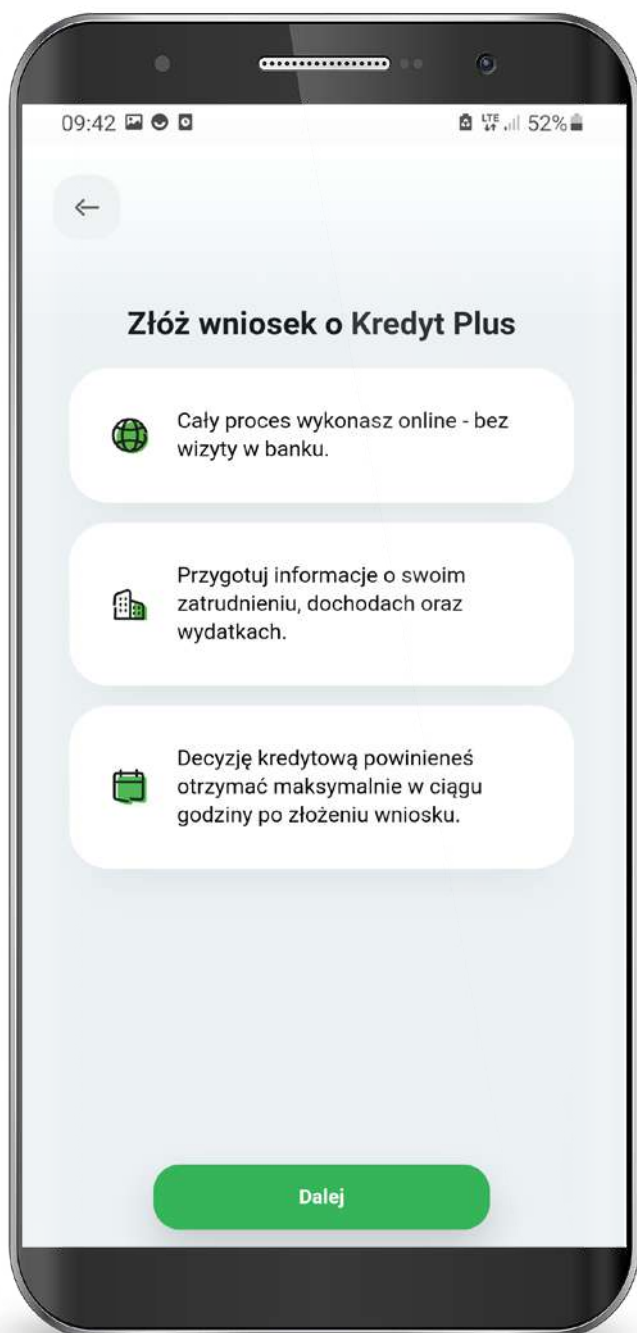 09:42 LTE 52%
Złóż wniosek o Kredyt Plus
Cały proces wykonasz online - bez
wizyty w banku.
Przygotuj informacje o swoim
zatrudnieniu, dochodach oraz
wydatkach.
Decyzję kredytową powinieneś
otrzymać maksymalnie w ciągu
godziny po złożeniu wniosku.
Dalej